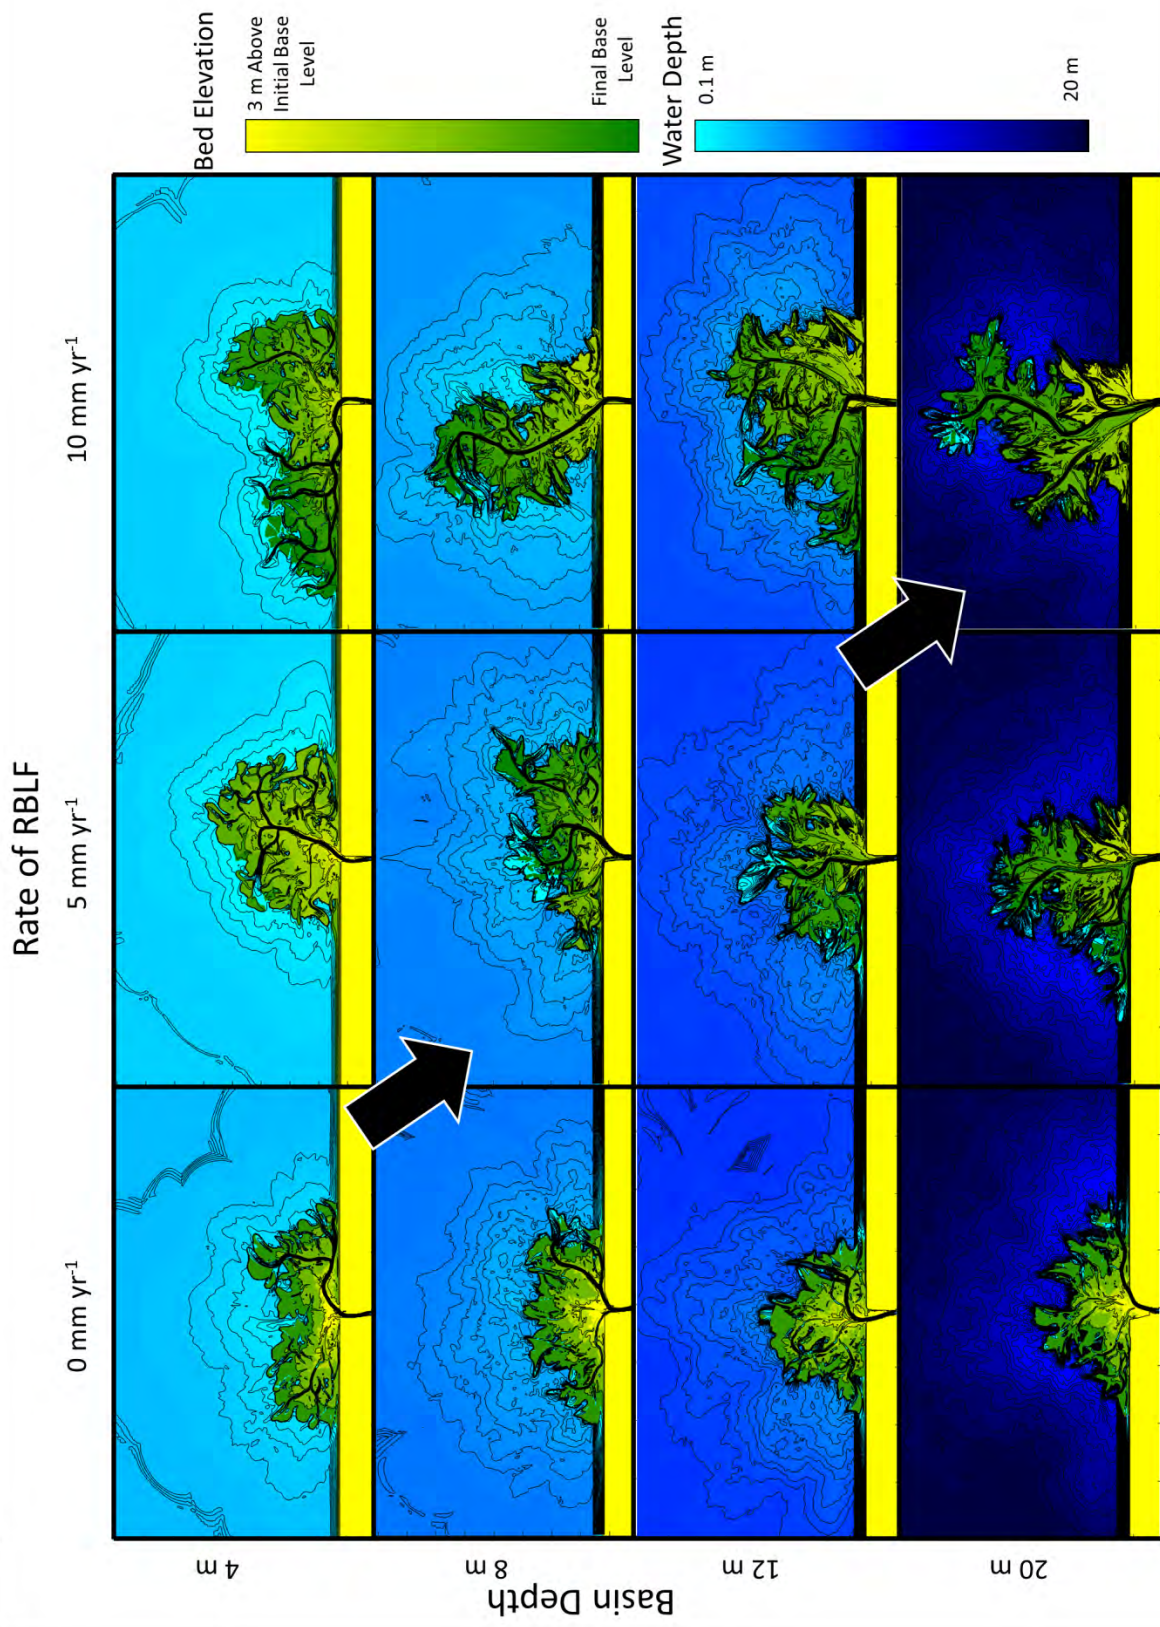 Rate of RBLF
0 mm yr⁻¹
5 mm yr⁻¹
10 mm yr⁻¹
Basin Depth
4 m
8 m
12 m
20 m
Bed Elevation
3 m Above
Initial Base
Level
Final Base
Level
Water Depth
0.1 m
20 m